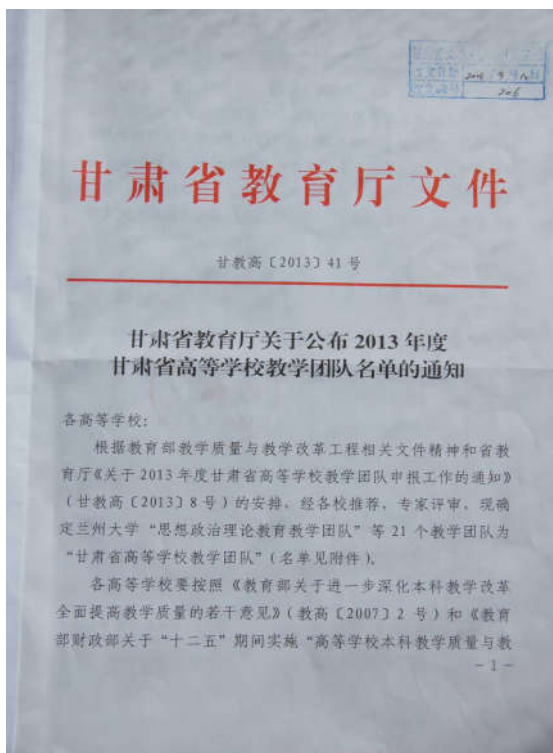 甘肃省教育厅文件
甘教高〔2013〕41号
甘肃省教育厅关于公布2013年度
甘肃省高等学校教学团队名单的通知
各高等学校：
根据教育部教学质量与教学改革工程相关文件精神和省教
育厅《关于2013年度甘肃省高等学校教学团队申报工作的通知》
（甘教高〔2013〕8号）的安排，经各校推荐、专家评审，现确
定兰州大学“思想政治理论教育教学团队”等21个教学团队为
“甘肃省高等学校教学团队”（名单见附件）。
各高等学校要按照《教育部关于进一步深化本科教学改革
全面提高教学质量的若干意见》（教高〔2007〕2号）和《教育
部财政部关于“十二五”期间实施“高等学校本科教学质量与教
－1－